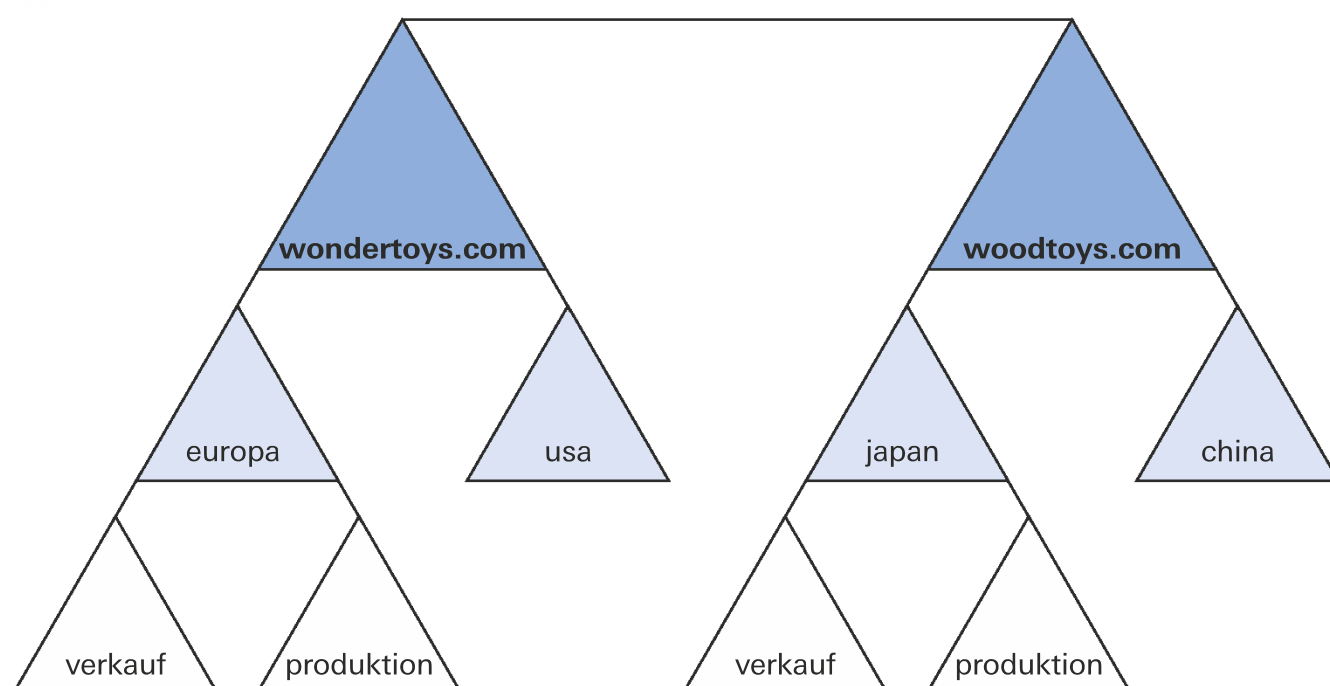 wondertoys.com
woodtoys.com
europa
usa
japan
china
verkauf
produktion
verkauf
produktion